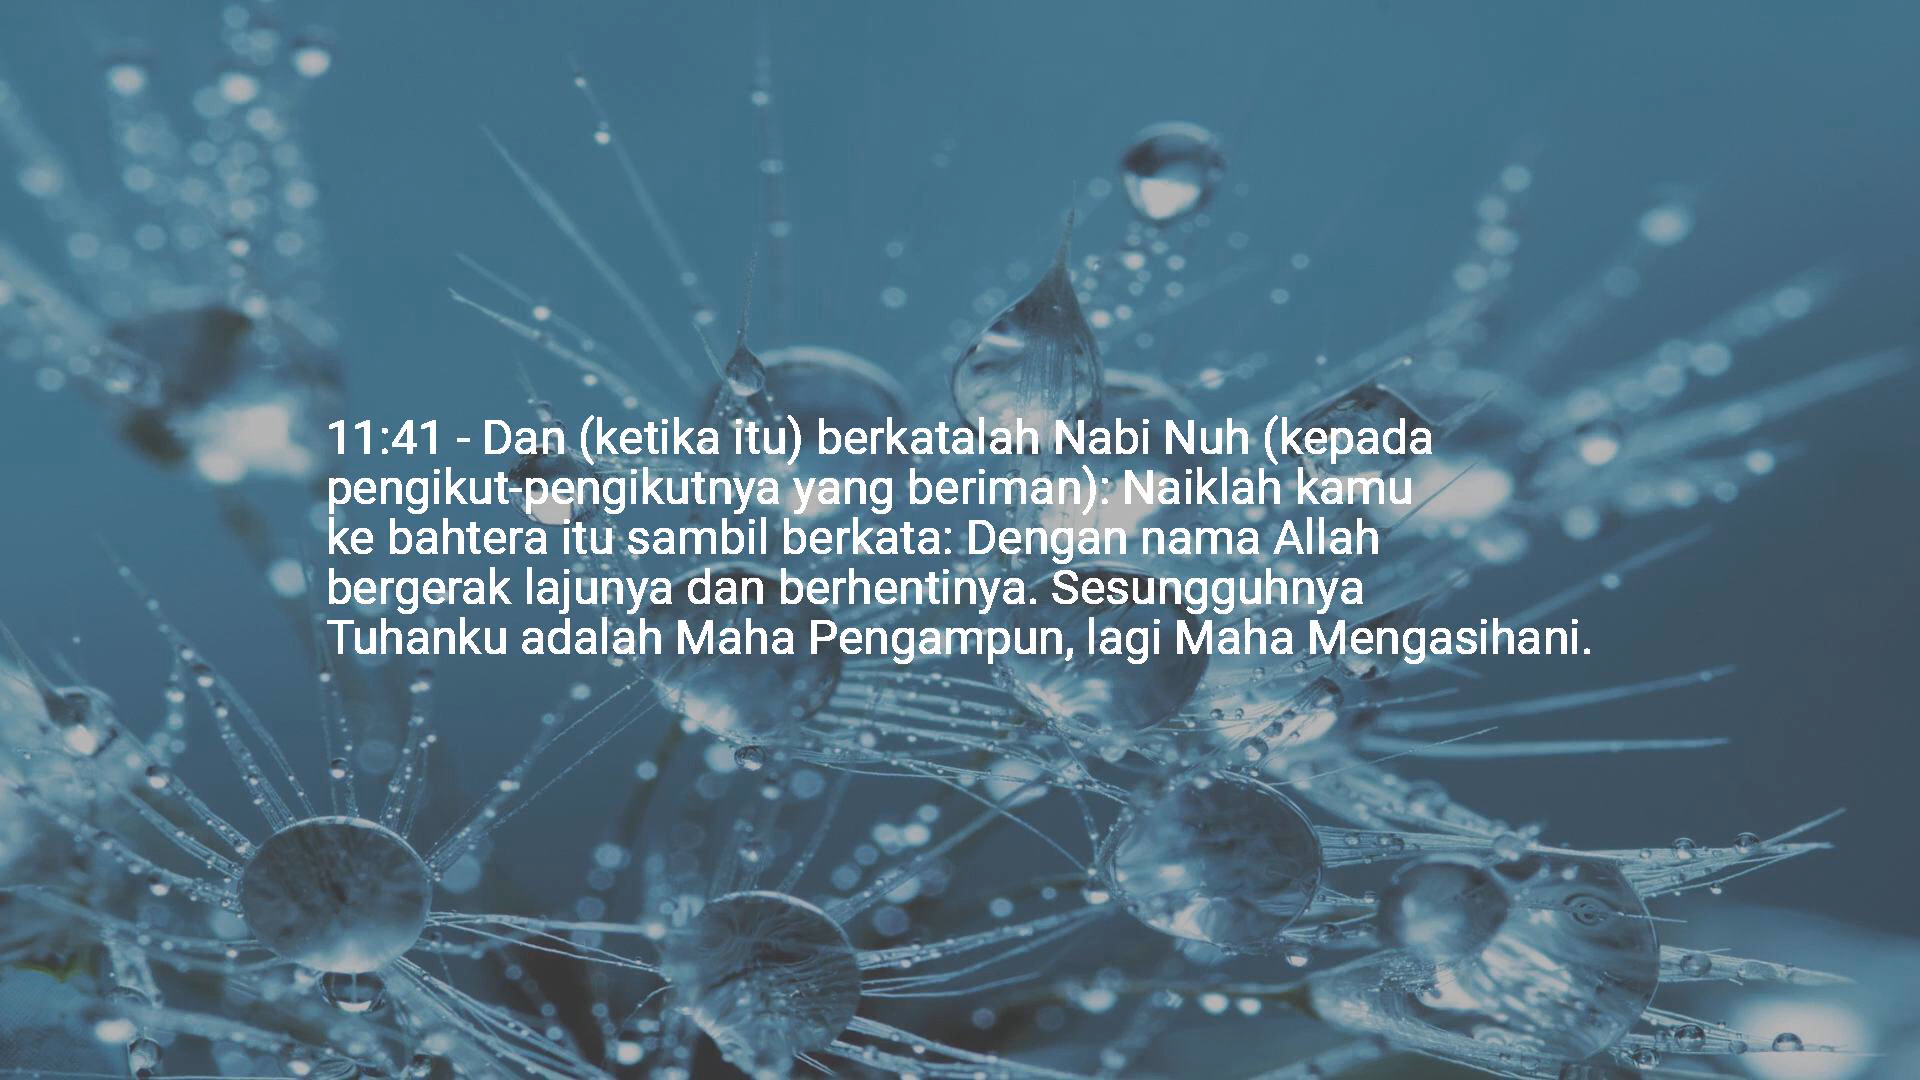 11:41 - Dan (ketika itu) berkatalah Nabi Nuh (kepada
pengikut-pengikutnya yang beriman): Naiklah kamu
ke bahtera itu sambil berkata: Dengan nama Allah
bergerak lajunya dan berhentinya. Sesungguhnya
Tuhanku adalah Maha Pengampun, lagi Maha Mengasihani.